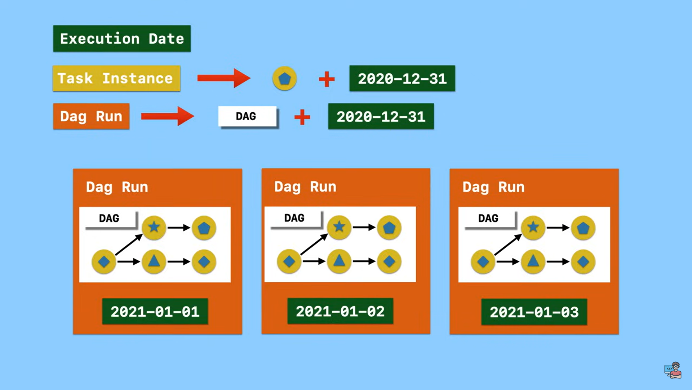 Execution Date
Task Instance + 2020-12-31
Dag Run DAG + 2020-12-31
Dag Run Dag Run Dag Run
DAG DAG DAG
2021-01-01 2021-01-02 2021-01-03